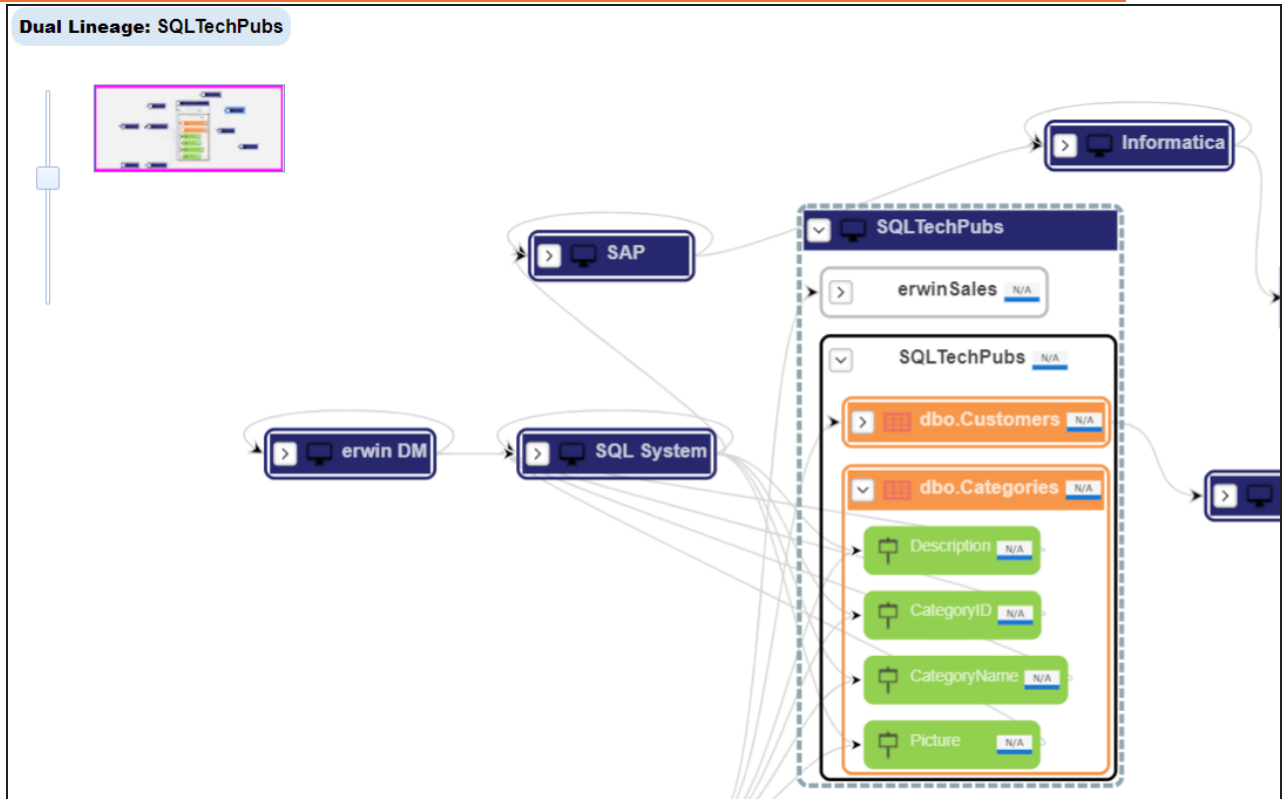 Dual Lineage: SQLTechPubs
Informatica
SQLTechPubs
SAP
erwinSales N/A
SQLTechPubs N/A
dbo.Customers N/A
erwin DM
SQL System
dbo.Categories N/A
Description N/A
CategoryID N/A
CategoryName N/A
Picture N/A